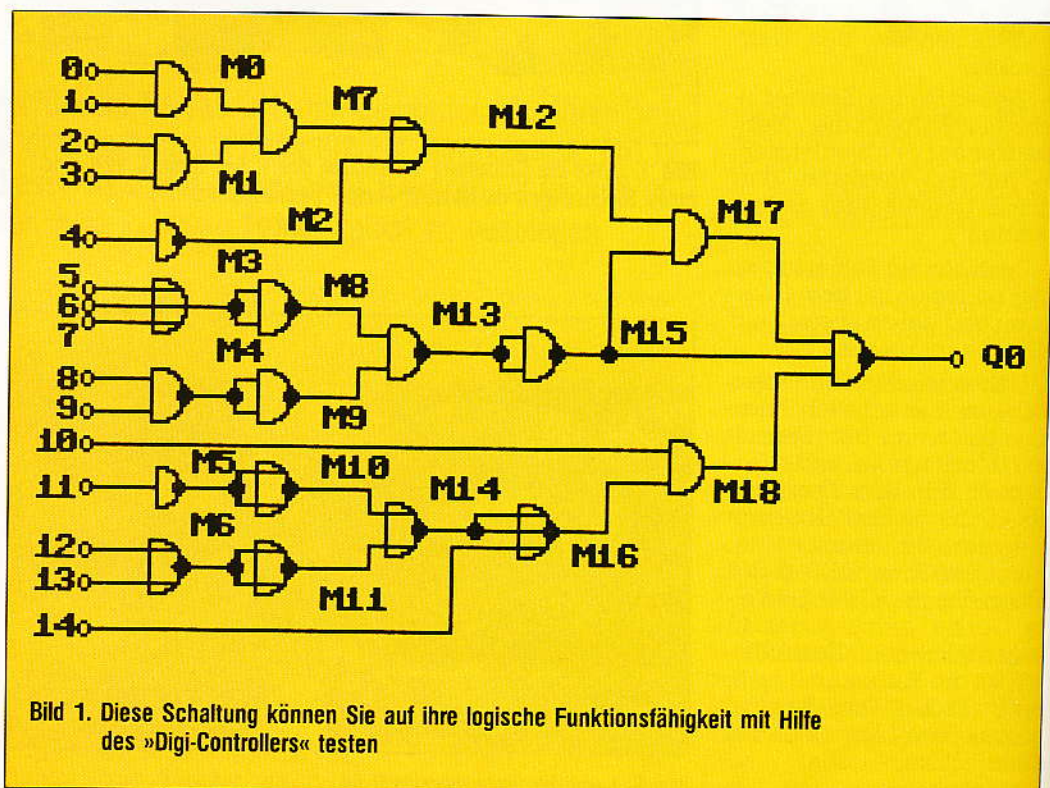 0
M0
1
M7
M12
2
3
M1
M17
4
M2
5
M3
6
M8
7
M13
M15
Q0
M4
8
9
M9
10
M5
M10
M18
11
M14
M6
12
M16
13
M11
14
Bild 1. Diese Schaltung können Sie auf ihre logische Funktionsfähigkeit mit Hilfe
des »Digi-Controllers« testen